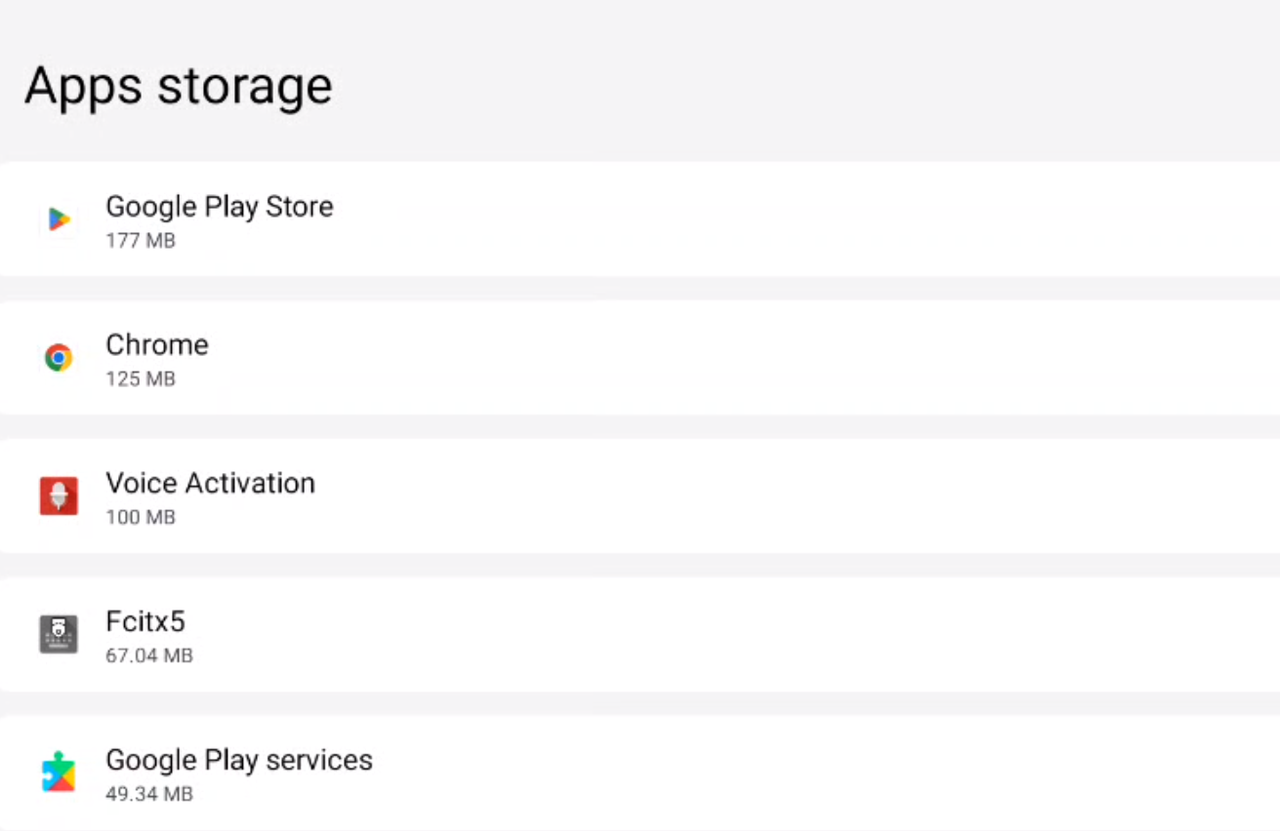 Apps storage
Google Play Store
177 MB
Chrome
125 MB
Voice Activation
100 MB
Fcitx5
67.04 MB
Google Play services
49.34 MB